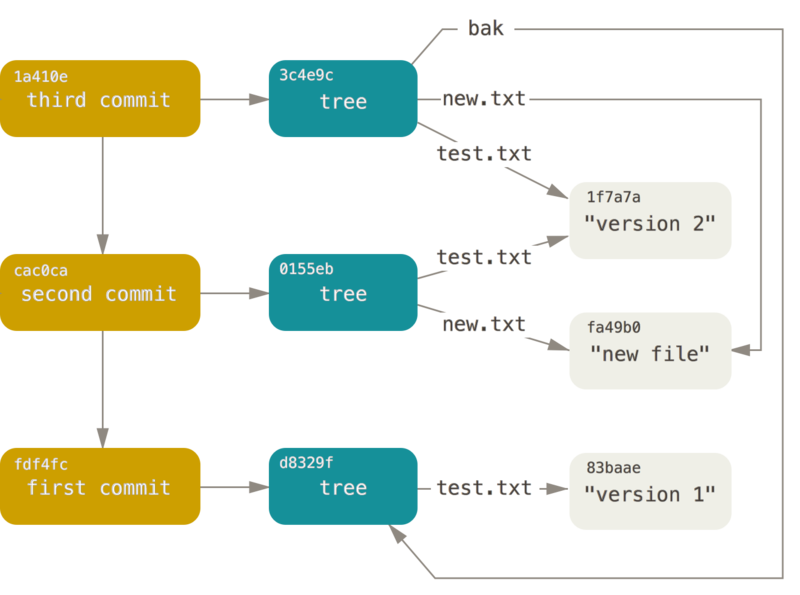 bak
1a410e
third commit
3c4e9c
tree
new.txt
test.txt
1f7a7a
"version 2"
cac0ca
second commit
0155eb
tree
test.txt
new.txt
fa49b0
"new file"
fdf4fc
first commit
d8329f
tree
test.txt
83baae
"version 1"